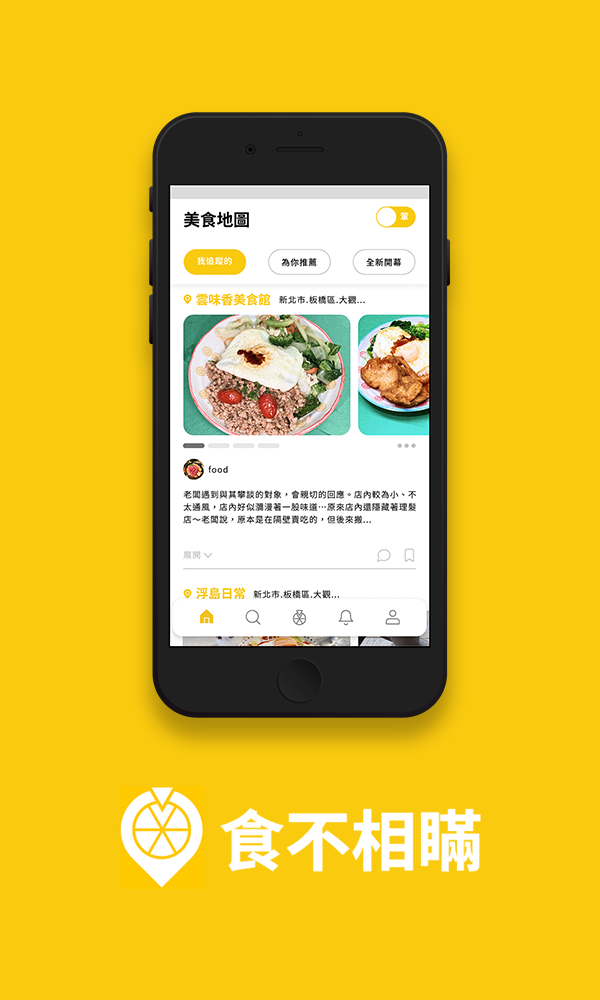 美食地圖
葷
我追蹤的
為你推薦
全新開幕
雲味香美食館 新北市.板橋區.大觀...
food
老闆遇到與其攀談的對象，會親切的回應。店內較為小、不
太通風，店內好似瀰漫著一股味道⋯原來店內還隱藏著理髮
店～老闆說，原本是在隔壁賣吃的，但後來搬...
展開
浮島日常 新北市.板橋區.大觀...
食不相瞞